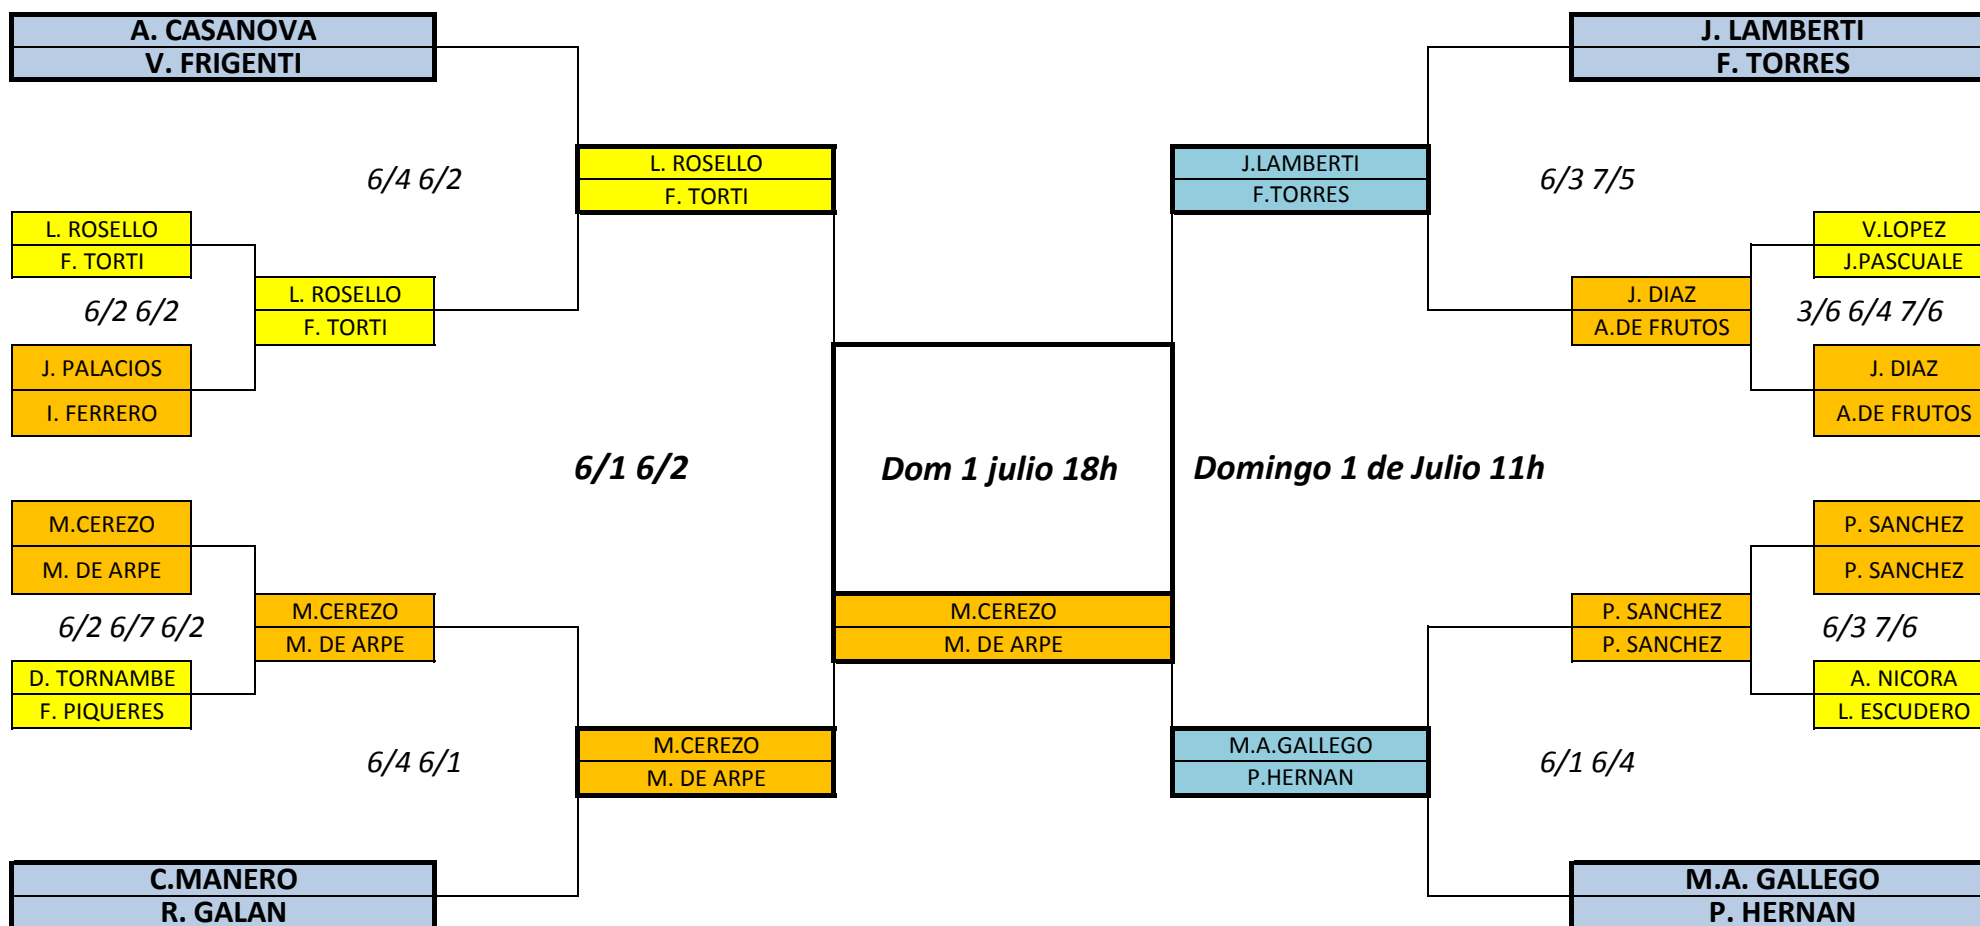 A. CASANOVA
V. FRIGENTI
J. LAMBERTI
F. TORRES
6/4 6/2
L. ROSELLO
F. TORTI
J.LAMBERTI
F.TORRES
6/3 7/5
L. ROSELLO
F. TORTI
V.LOPEZ
J.PASCUALE
6/2 6/2
L. ROSELLO
F. TORTI
J. DIAZ
A.DE FRUTOS
3/6 6/4 7/6
J. PALACIOS
I. FERRERO
J. DIAZ
A.DE FRUTOS
6/1 6/2
Dom 1 julio 18h
Domingo 1 de Julio 11h
M.CEREZO
M. DE ARPE
P. SANCHEZ
P. SANCHEZ
6/2 6/7 6/2
M.CEREZO
M. DE ARPE
M.CEREZO
M. DE ARPE
P. SANCHEZ
P. SANCHEZ
6/3 7/6
D. TORNAMBE
F. PIQUERES
A. NICORA
L. ESCUDERO
6/4 6/1
M.CEREZO
M. DE ARPE
M.A.GALLEGO
P.HERNAN
6/1 6/4
C.MANERO
R. GALAN
M.A. GALLEGO
P. HERNAN